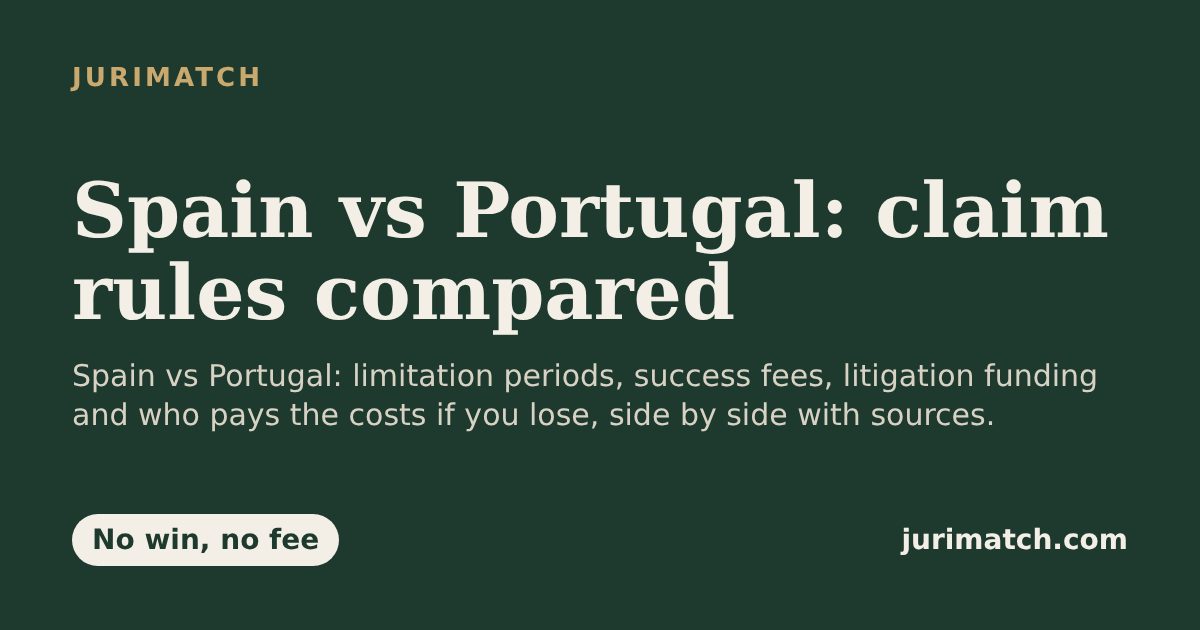 JURIMATCH
Spain vs Portugal: claim
rules compared
Spain vs Portugal: limitation periods, success fees, litigation funding
and who pays the costs if you lose, side by side with sources.
No win, no fee
jurimatch.com